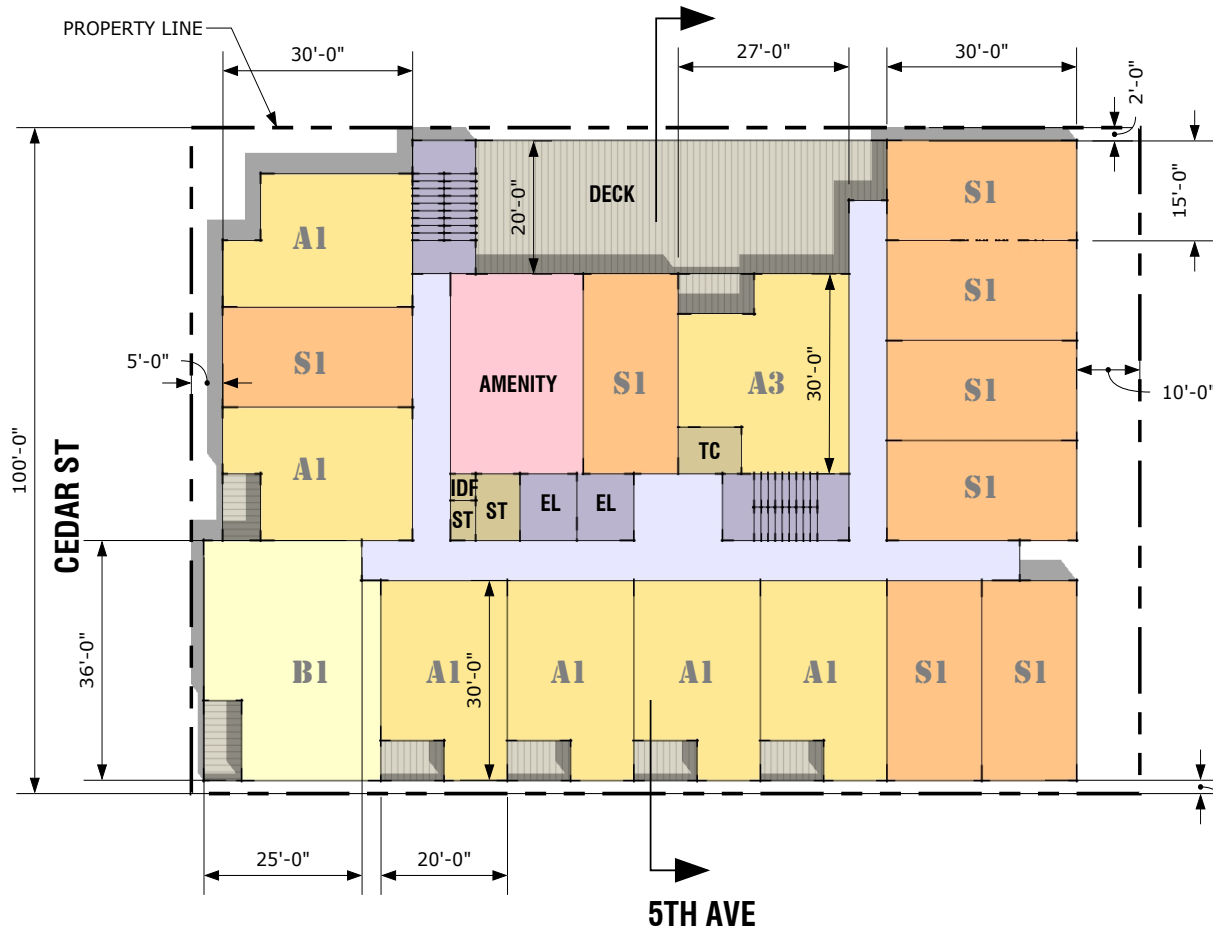 PROPERTY LINE
30'-0"
27'-0"
30'-0"
2'-0"
15'-0"
20'-0"
DECK
S1
A1
S1
5'-0"
S1
AMENITY
S1
A3
30'-0"
S1
10'-0"
100'-0"
CEDAR ST
A1
TC
IDF
ST
ST
EL
EL
S1
36'-0"
B1
A1
30'-0"
A1
A1
A1
S1
S1
25'-0"
20'-0"
5TH AVE